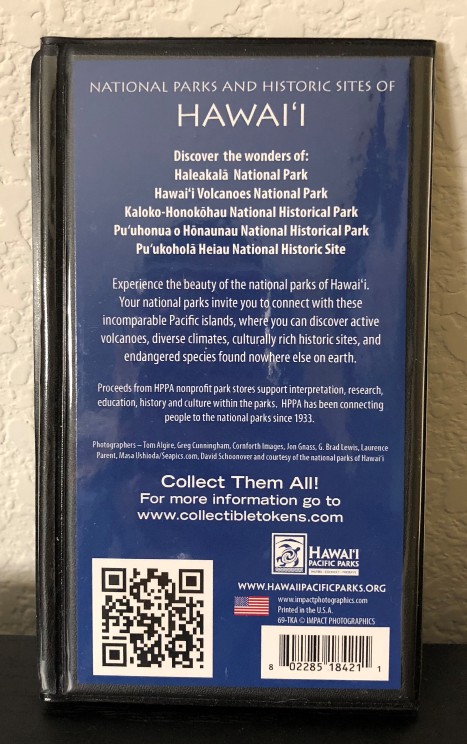 NATIONAL PARKS AND HISTORIC SITES OF
HAWAIʻI
Discover the wonders of:
Haleakalā National Park
Hawaiʻi Volcanoes National Park
Kaloko-Honokōhau National Historical Park
Puʻuhonua o Hōnaunau National Historical Park
Puʻukoholā Heiau National Historic Site
Experience the beauty of the national parks of Hawaiʻi.
Your national parks invite you to connect with these
incomparable Pacific islands, where you can discover active
volcanoes, diverse climates, culturally rich historic sites, and
endangered species found nowhere else on earth.
Proceeds from HPPA nonprofit park stores support interpretation, research,
education, history and culture within the parks. HPPA has been connecting
people to the national parks since 1933.
Photographers – Tom Algire, Greg Cunningham, Cornforth Images, Jon Gnass, G. Brad Lewis, Laurence
Parent, Masa Ushioda/Seapics.com, David Schoonover and courtesy of the national parks of Hawaiʻi
Collect Them All!
For more information go to
www.collectibletokens.com
HAWAIʻI
PACIFIC PARKS
WWW.HAWAIIPACIFICPARKS.ORG
www.impactphotographics.com
Printed in the U.S.A.
69-TKA © IMPACT PHOTOGRAPHICS
8 02285 18421 1